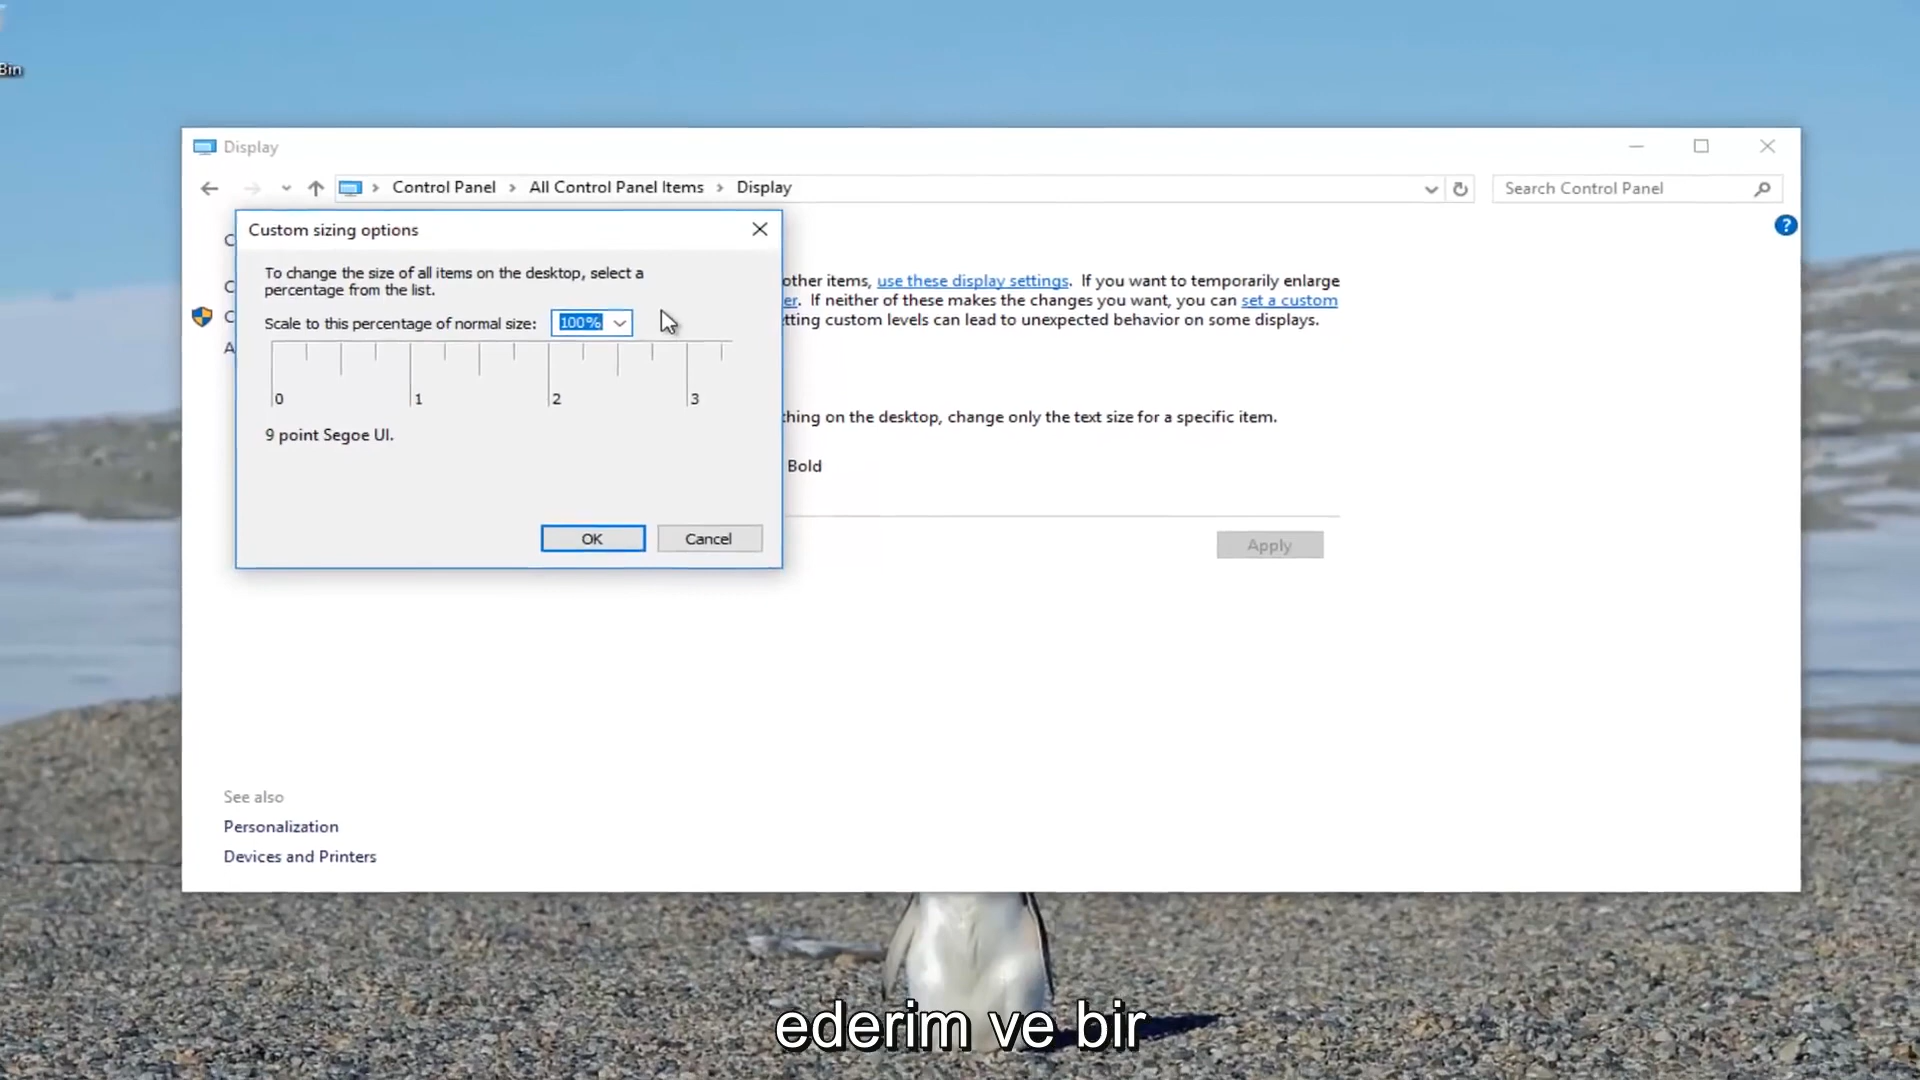 Bin
Display
Control Panel > All Control Panel Items > Display
Search Control Panel
Custom sizing options
To change the size of all items on the desktop, select a
percentage from the list.
Scale to this percentage of normal size: 100%
0 1 2 3
9 point Segoe UI.
OK Cancel
other items, use these display settings. If you want to temporarily enlarge
er. If neither of these makes the changes you want, you can set a custom
tting custom levels can lead to unexpected behavior on some displays.
thing on the desktop, change only the text size for a specific item.
Bold
Apply
C
C
C
A
See also
Personalization
Devices and Printers
ederim ve bir